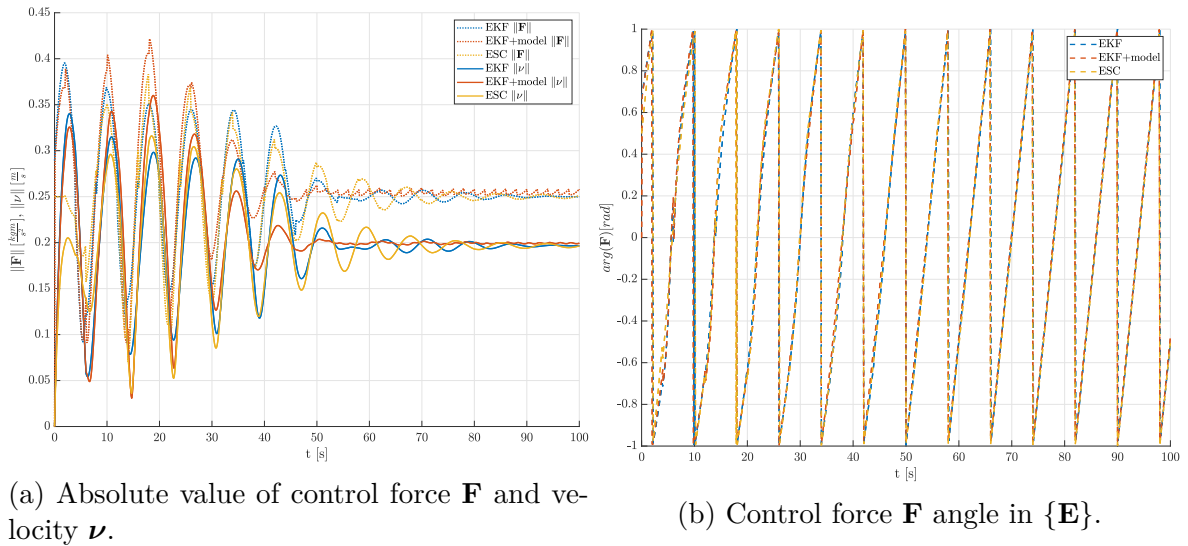 0.45
0.4
0.35
0.3
0.25
0.2
0.15
0.1
0.05
0
‖F‖ [kgm/s²], ‖ν‖ [m/s]
EKF ‖F‖
EKF+model ‖F‖
ESC ‖F‖
EKF ‖ν‖
EKF+model ‖ν‖
ESC ‖ν‖
0 10 20 30 40 50 60 70 80 90 100
t [s]
(a) Absolute value of control force F and ve-
locity ν.
1
0.8
0.6
0.4
0.2
0
-0.2
-0.4
-0.6
-0.8
-1
arg(F)[rad]
EKF
EKF+model
ESC
0 10 20 30 40 50 60 70 80 90 100
t [s]
(b) Control force F angle in {E}.